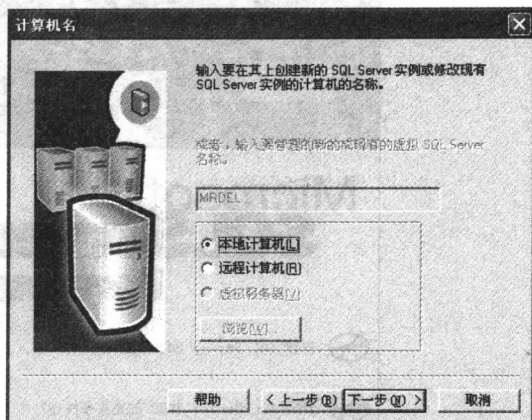 计算机名
输入要在其上创建新的 SQL Server 实例或修改现有
SQL Server 实例的计算机的名称。
或者，输入要管理的新的或现有的虚拟 SQL Server
名称。
MRDEL
本地计算机(L)
远程计算机(R)
虚拟服务器(V)
浏览(W)...
帮助
< 上一步(B)
下一步(N) >
取消